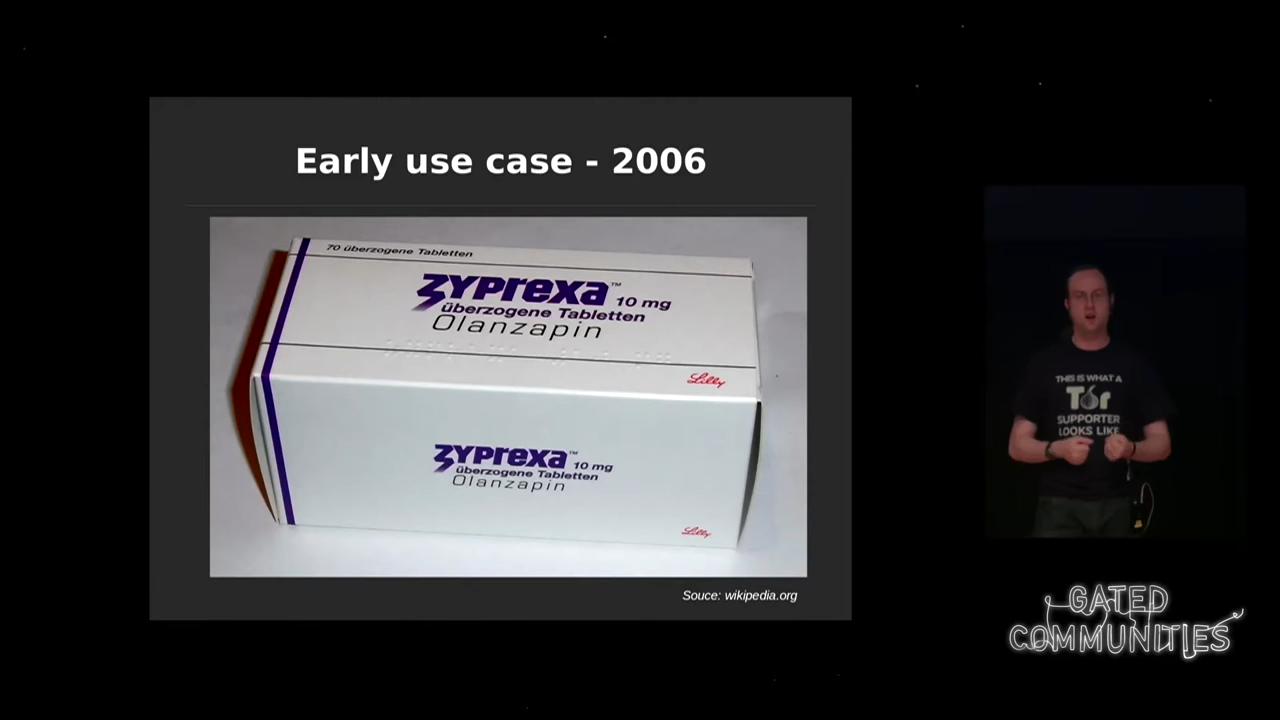 Early use case - 2006
70 überzogene Tabletten
Zyprexa™ 10 mg
überzogene Tabletten
Olanzapin
Lilly
Zyprexa™ 10 mg
überzogene Tabletten
Olanzapin
Lilly
Souce: wikipedia.org
THIS IS WHAT A
Tor
SUPPORTER
LOOKS LIKE
GATED
COMMUNITIES